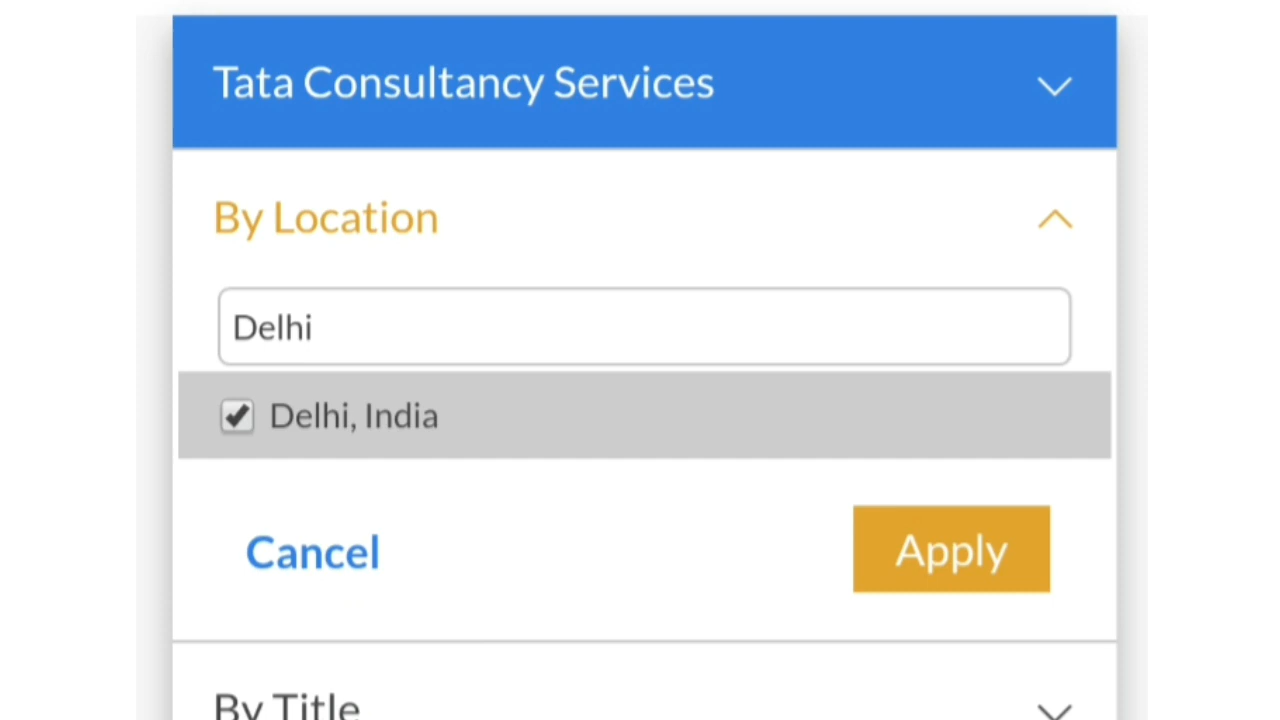 Tata Consultancy Services
By Location
Delhi
Delhi, India
Cancel
Apply
By Title